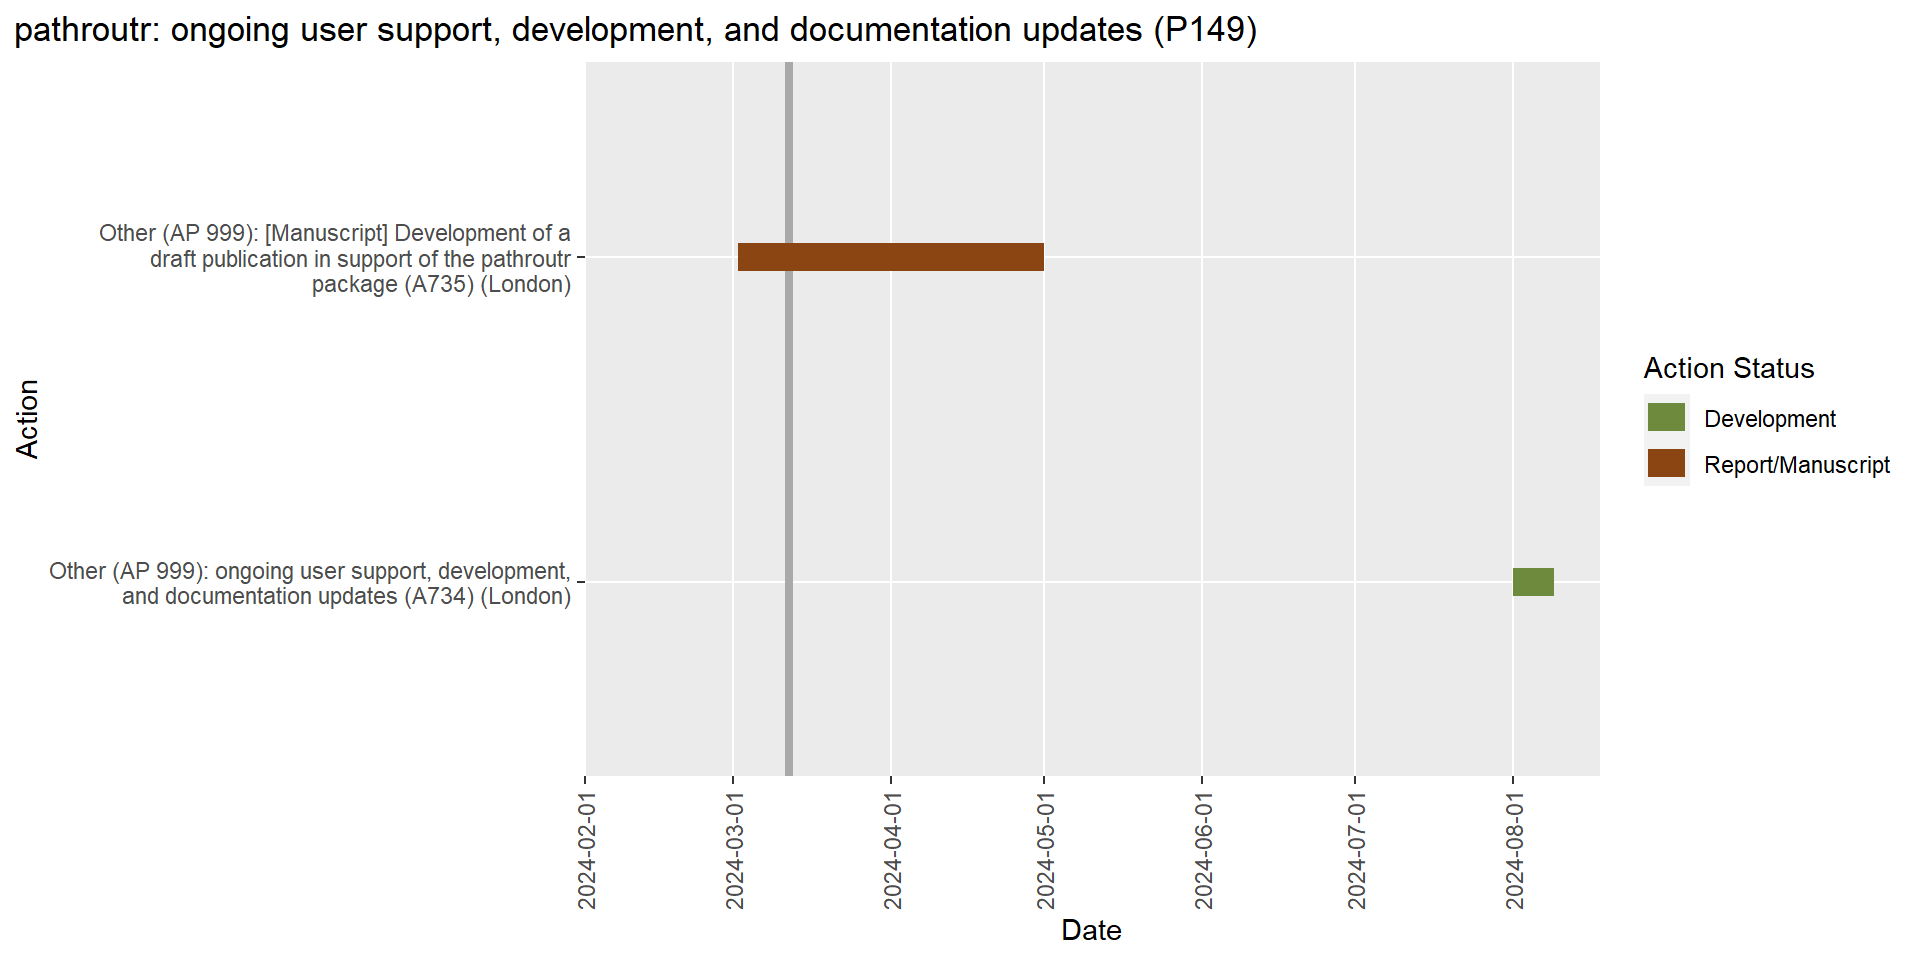 pathroutr: ongoing user support, development, and documentation updates (P149)
Other (AP 999): [Manuscript] Development of a
draft publication in support of the pathroutr
package (A735) (London)
Action
Other (AP 999): ongoing user support, development,
and documentation updates (A734) (London)
Action Status
Development
Report/Manuscript
2024-02-01
2024-03-01
2024-04-01
2024-05-01
2024-06-01
2024-07-01
2024-08-01
Date